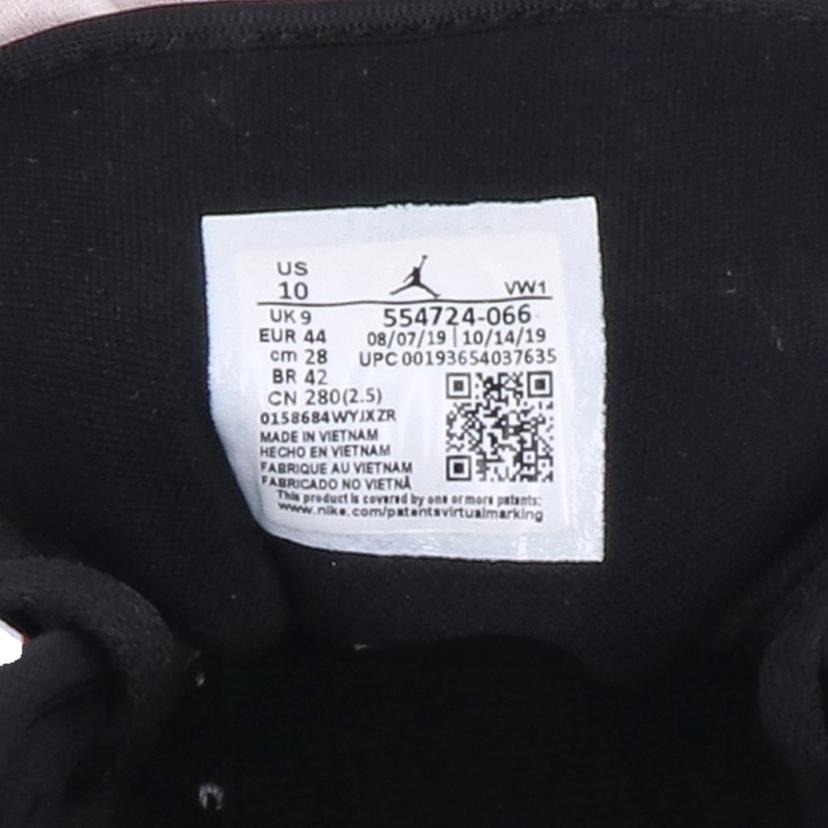 US
10
VW1
UK 9
554724-066
EUR 44
08/07/19 | 10/14/19
cm 28
UPC 00193654037635
BR 42
CN 280(2.5)
0158684WYJXZR
MADE IN VIETNAM
HECHO EN VIETNAM
FABRIQUE AU VIETNAM
FABRICADO NO VIETNÃ
This product is covered by one or more patents:
www.nike.com/patentsvirtualmarking